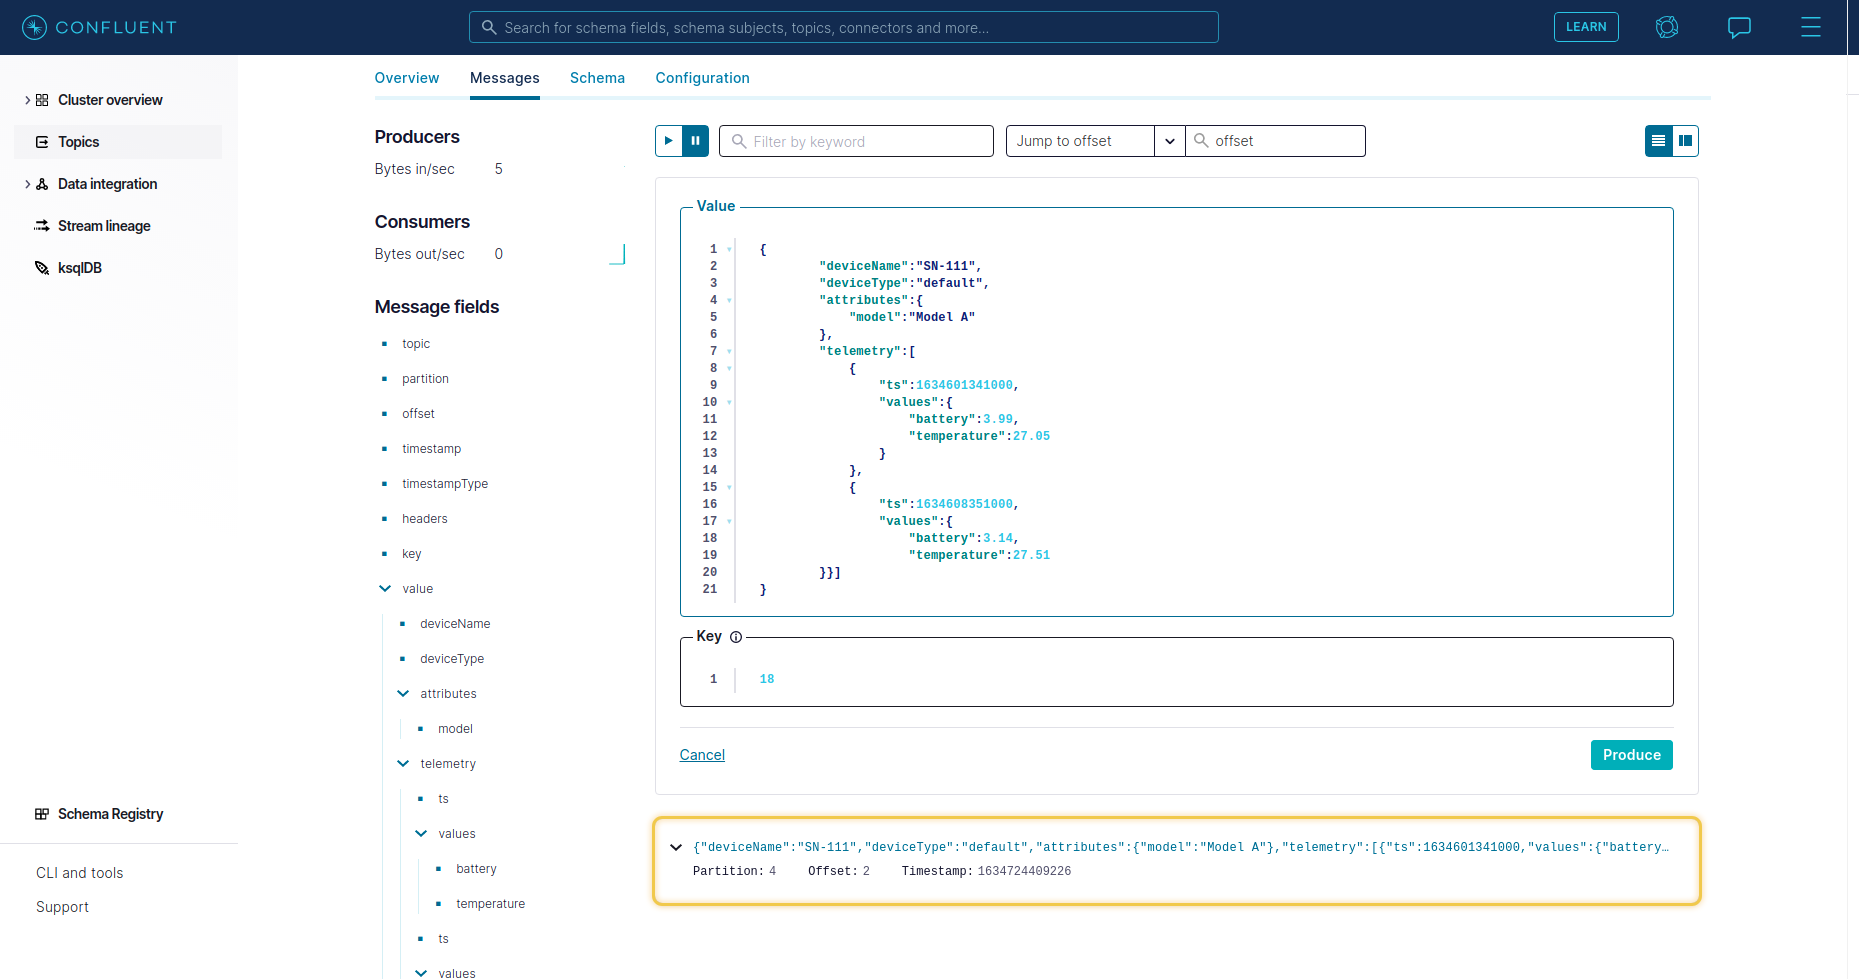 CONFLUENT
Search for schema fields, schema subjects, topics, connectors and more...
LEARN
Cluster overview
Topics
Data integration
Stream lineage
ksqlDB
Schema Registry
CLI and tools
Support
Overview Messages Schema Configuration
Producers
Bytes in/sec 5
Consumers
Bytes out/sec 0
Message fields
topic
partition
offset
timestamp
timestampType
headers
key
value
deviceName
deviceType
attributes
model
telemetry
ts
values
battery
temperature
ts
values
Filter by keyword
Jump to offset
offset
Value
1 {
2 "deviceName":"SN-111",
3 "deviceType":"default",
4 "attributes":{
5 "model":"Model A"
6 },
7 "telemetry":[
8 {
9 "ts":1634601341000,
10 "values":{
11 "battery":3.99,
12 "temperature":27.05
13 }
14 },
15 {
16 "ts":1634608351000,
17 "values":{
18 "battery":3.14,
19 "temperature":27.51
20 }}]
21 }
Key
1 18
Cancel
Produce
{"deviceName":"SN-111","deviceType":"default","attributes":{"model":"Model A"},"telemetry":[{"ts":1634601341000,"values":{"battery…
Partition: 4 Offset: 2 Timestamp: 1634724409226